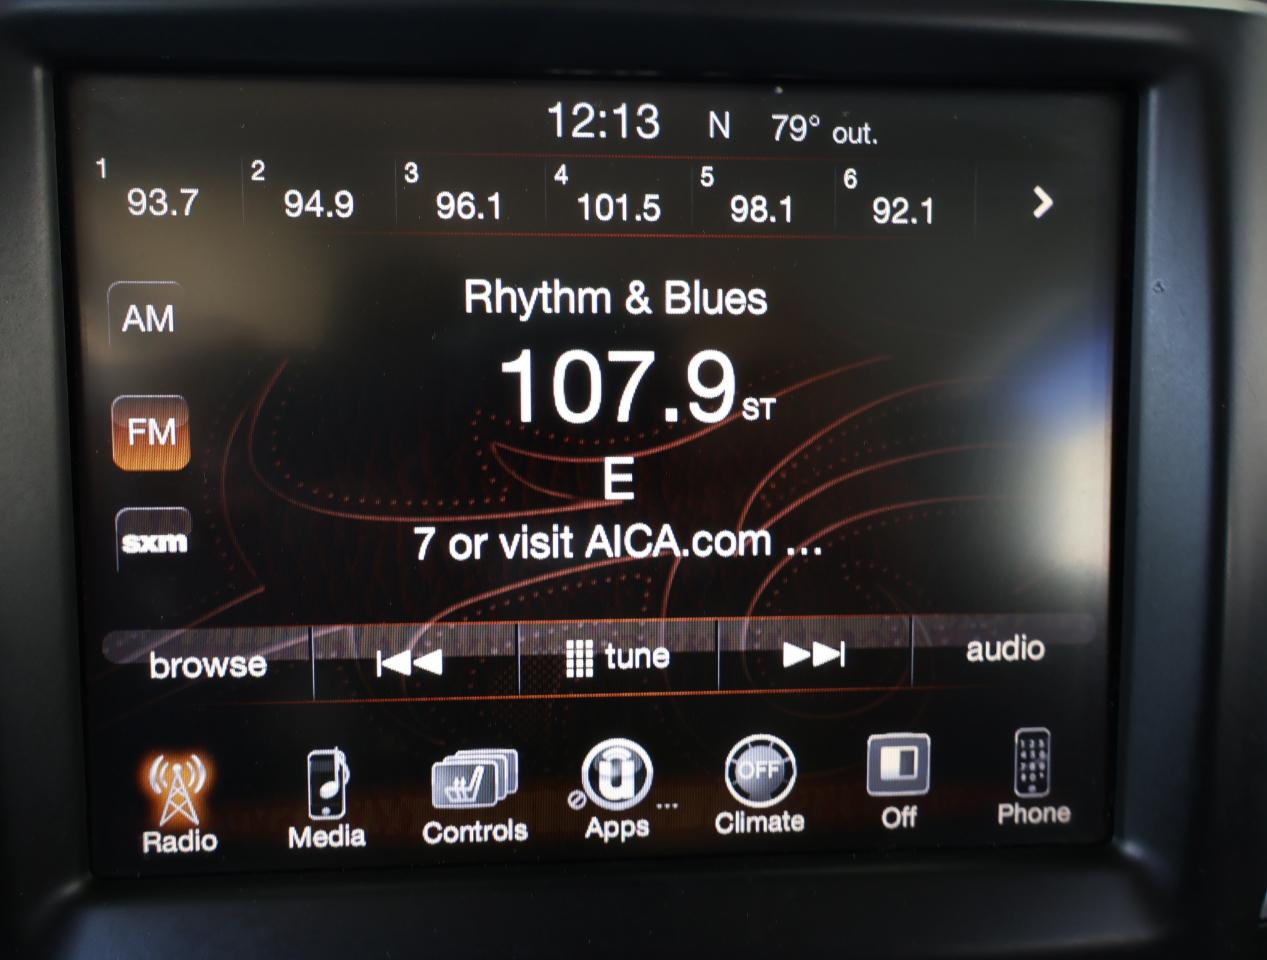 12:13 N 79° out.
1 2 3 4 5 6
93.7 94.9 96.1 101.5 98.1 92.1
Rhythm & Blues
AM
107.9 ST
FM
E
sxm
7 or visit AICA.com ...
browse tune audio
OFF
Radio Media Controls Apps ... Climate Off Phone